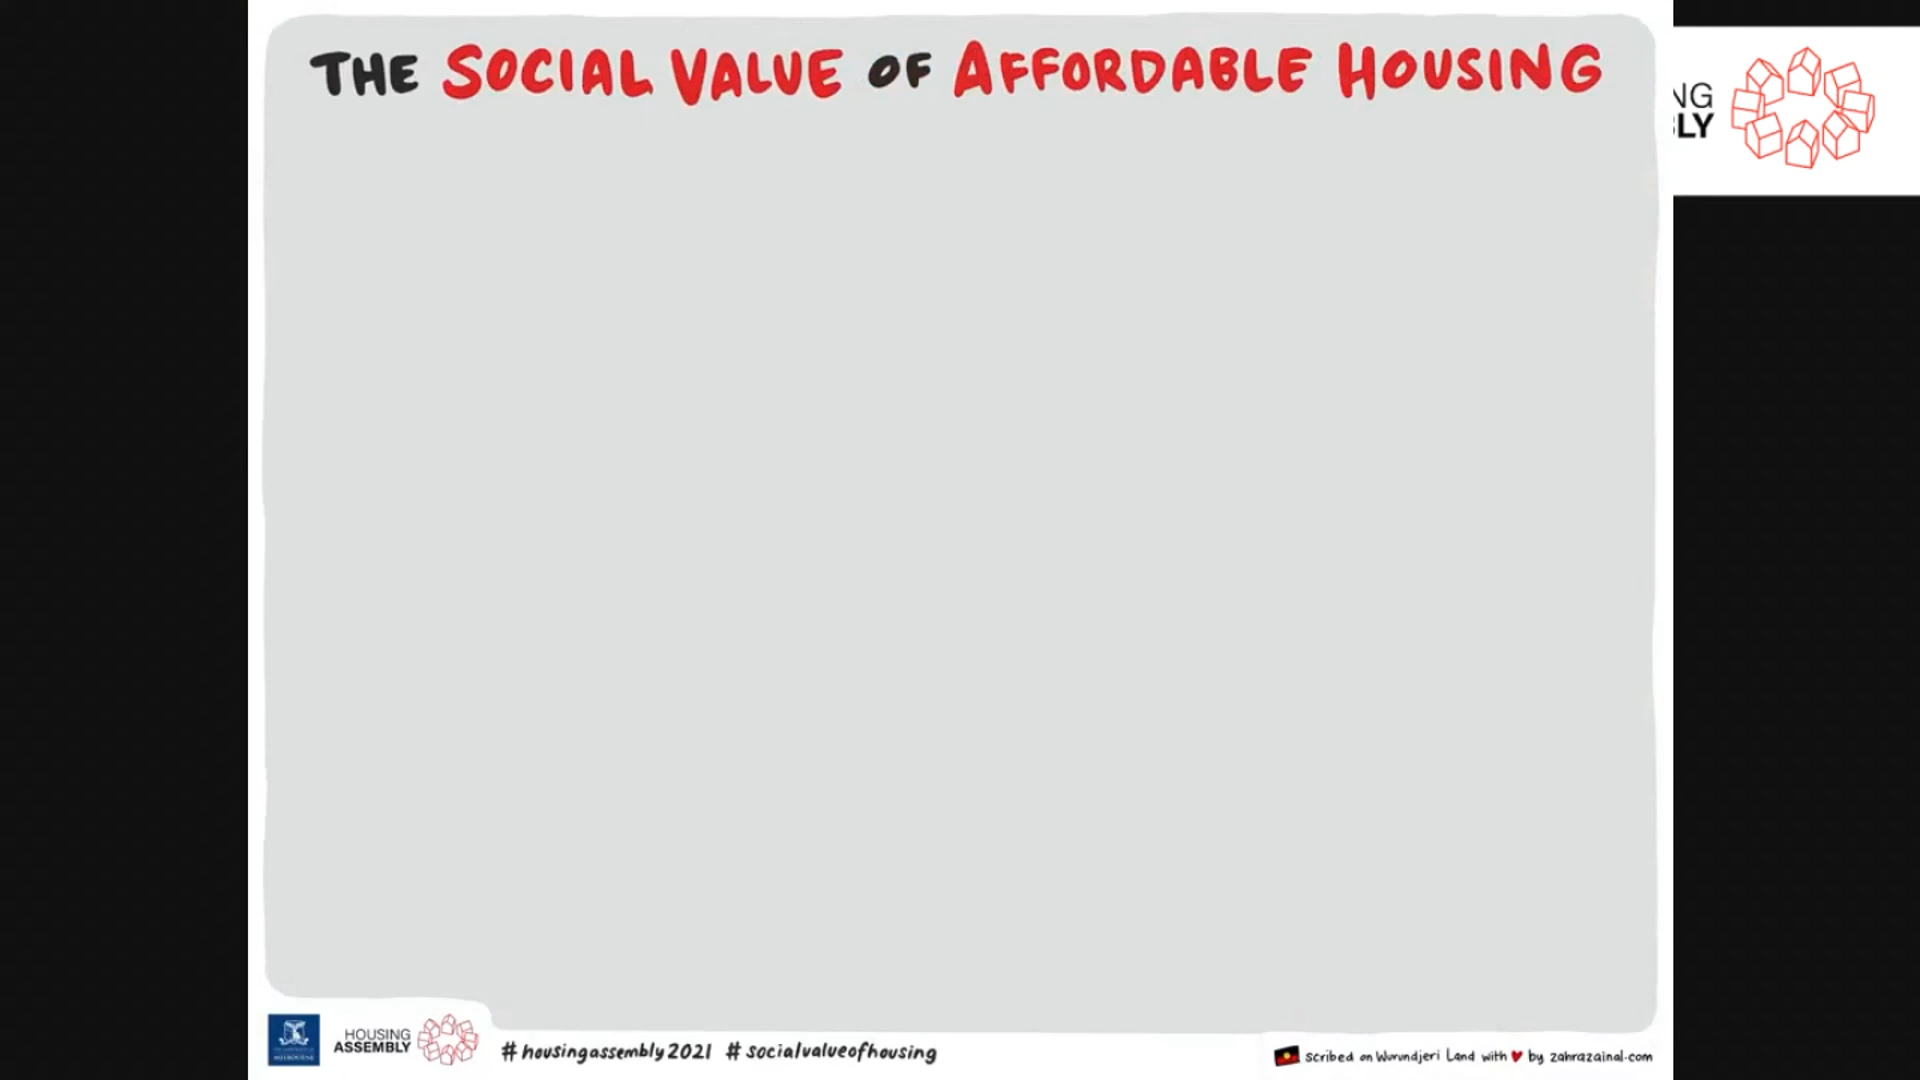 THE SOCIAL VALUE OF AFFORDABLE HOUSING
NG
LY
MELBOURNE
HOUSING
ASSEMBLY
#housingassembly2021 #socialvalueofhousing
scribed on Wurundjeri Land with ♥ by zahrazainal.com